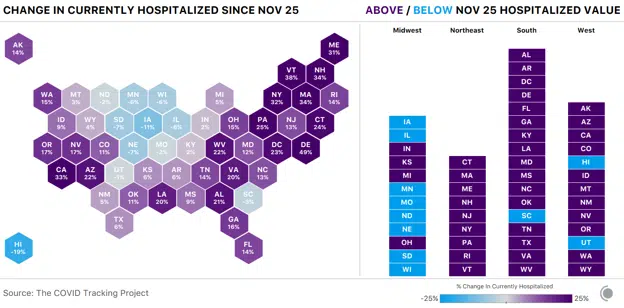 CHANGE IN CURRENTLY HOSPITALIZED SINCE NOV 25
ABOVE / BELOW NOV 25 HOSPITALIZED VALUE
AK
14%
ME
31%
VT
38%
NH
34%
WA
15%
MT
3%
ND
-2%
MN
-6%
WI
-6%
MI
5%
NY
32%
MA
34%
RI
14%
ID
9%
WY
4%
SD
-7%
IA
-11%
IL
-6%
IN
2%
OH
15%
PA
25%
NJ
13%
CT
24%
OR
17%
NV
17%
CO
11%
NE
-7%
MO
-2%
KY
3%
WV
22%
MD
12%
DC
23%
DE
49%
CA
33%
AZ
22%
UT
-1%
KS
6%
AR
6%
TN
14%
VA
20%
NC
13%
NM
5%
OK
11%
LA
20%
MS
9%
AL
21%
SC
TX
6%
GA
16%
HI
-19%
FL
14%
Midwest
IA
IL
IN
KS
MI
MN
MO
ND
NE
OH
SD
WI
Northeast
CT
MA
ME
NH
NJ
NY
PA
RI
VT
South
AL
AR
DC
DE
FL
GA
KY
LA
MD
MS
NC
OK
SC
TN
TX
VA
WV
West
AK
AZ
CA
CO
HI
ID
MT
NM
NV
OR
UT
WA
WY
Source: The COVID Tracking Project
% Change In Currently Hospitalized
-25% 25%